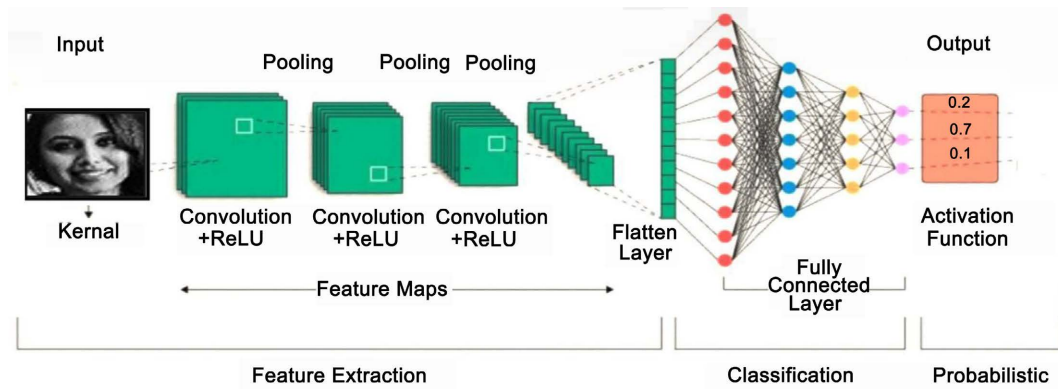 Input
Output
Pooling
Pooling
Pooling
0.2
0.7
0.1
Kernal
Convolution
+ReLU
Convolution
+ReLU
Convolution
+ReLU
Flatten
Layer
Activation
Function
Feature Maps
Fully
Connected
Layer
Feature Extraction
Classification
Probabilistic